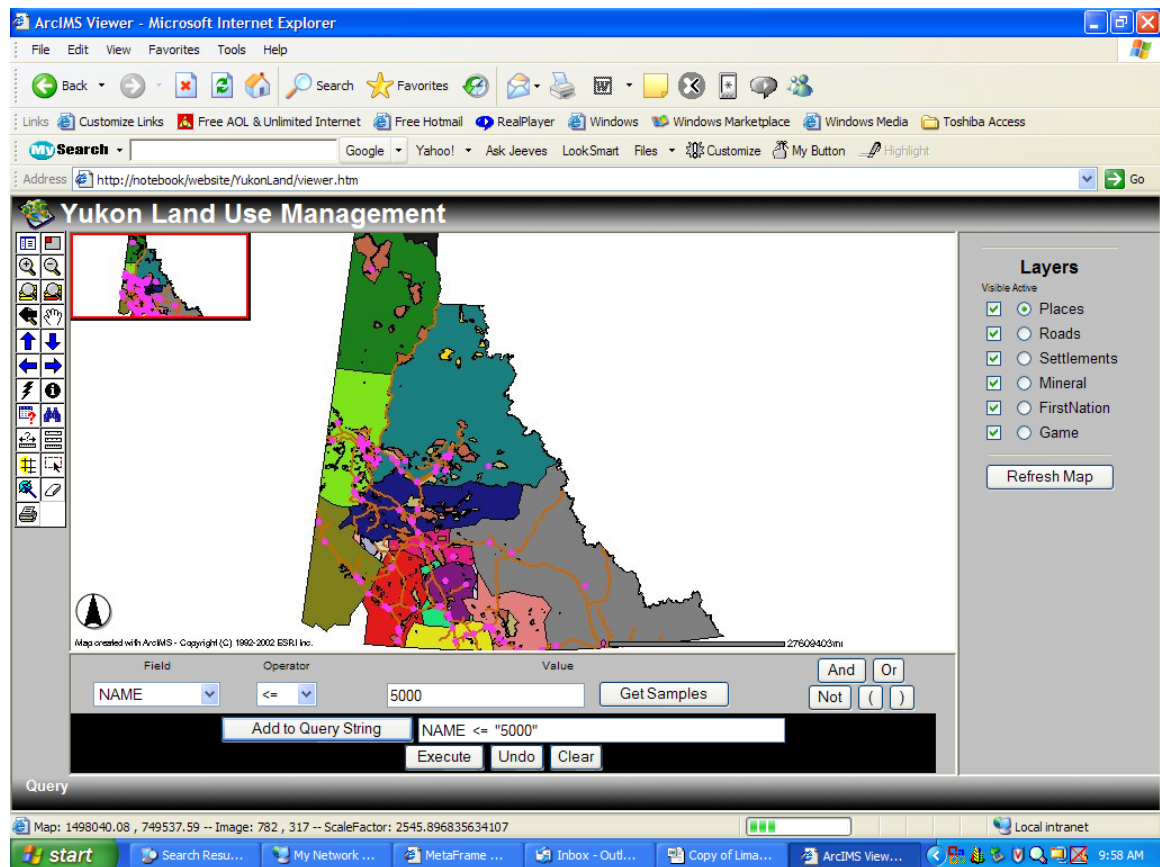 ArcIMS Viewer - Microsoft Internet Explorer
File Edit View Favorites Tools Help
Back Search Favorites
Links Customize Links Free AOL & Unlimited Internet Free Hotmail RealPlayer Windows Windows Marketplace Windows Media Toshiba Access
My Search Google Yahoo! Ask Jeeves LookSmart Files Customize My Button Highlight
Address http://notebook/website/YukonLand/viewer.htm Go
Yukon Land Use Management
Layers
Visible Active
Places
Roads
Settlements
Mineral
FirstNation
Game
Refresh Map
Map created with ArcIMS - Copyright (C) 1992-2002 ESRI Inc.
27609403mi
Field Operator Value And Or
NAME <= 5000 Get Samples Not ( )
Add to Query String NAME <= "5000"
Execute Undo Clear
Query
Map: 1498040.08 , 749537.59 -- Image: 782 , 317 -- ScaleFactor: 2545.896835634107 Local intranet
start Search Resu... My Network ... MetaFrame ... Inbox - Outl... Copy of Lima... ArcIMS View... 9:58 AM